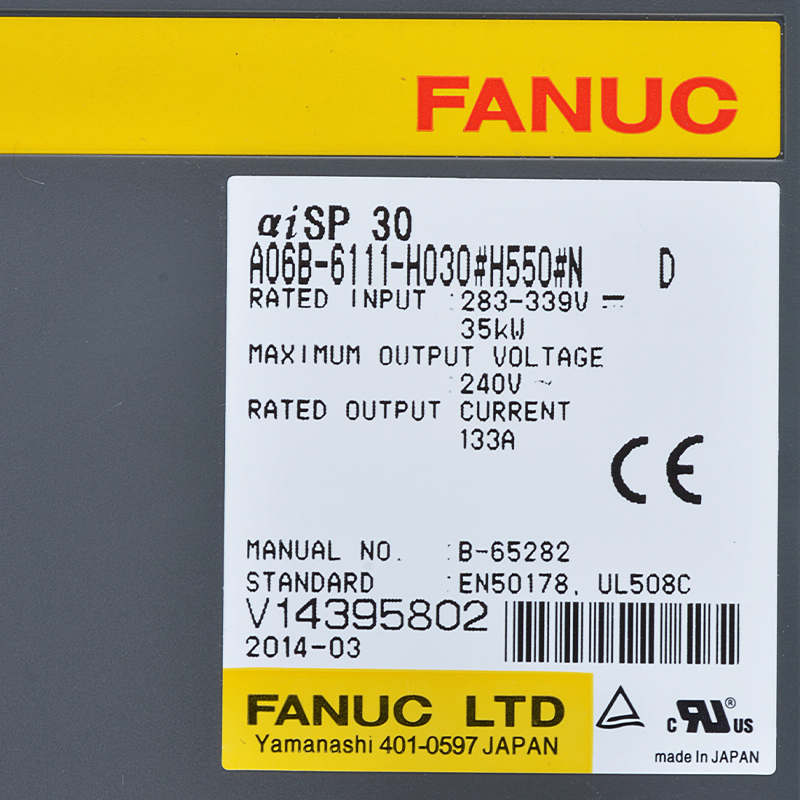 FANUC
αiSP 30
A06B-6111-H030#H550#N D
RATED INPUT : 283-339V ⎓
35kW
MAXIMUM OUTPUT VOLTAGE
: 240V ~
RATED OUTPUT CURRENT
: 133A
CE
MANUAL NO. : B-65282
STANDARD : EN50178, UL508C
V14395802
2014-03
FANUC LTD
Yamanashi 401-0597 JAPAN
c RU ® US
made In JAPAN